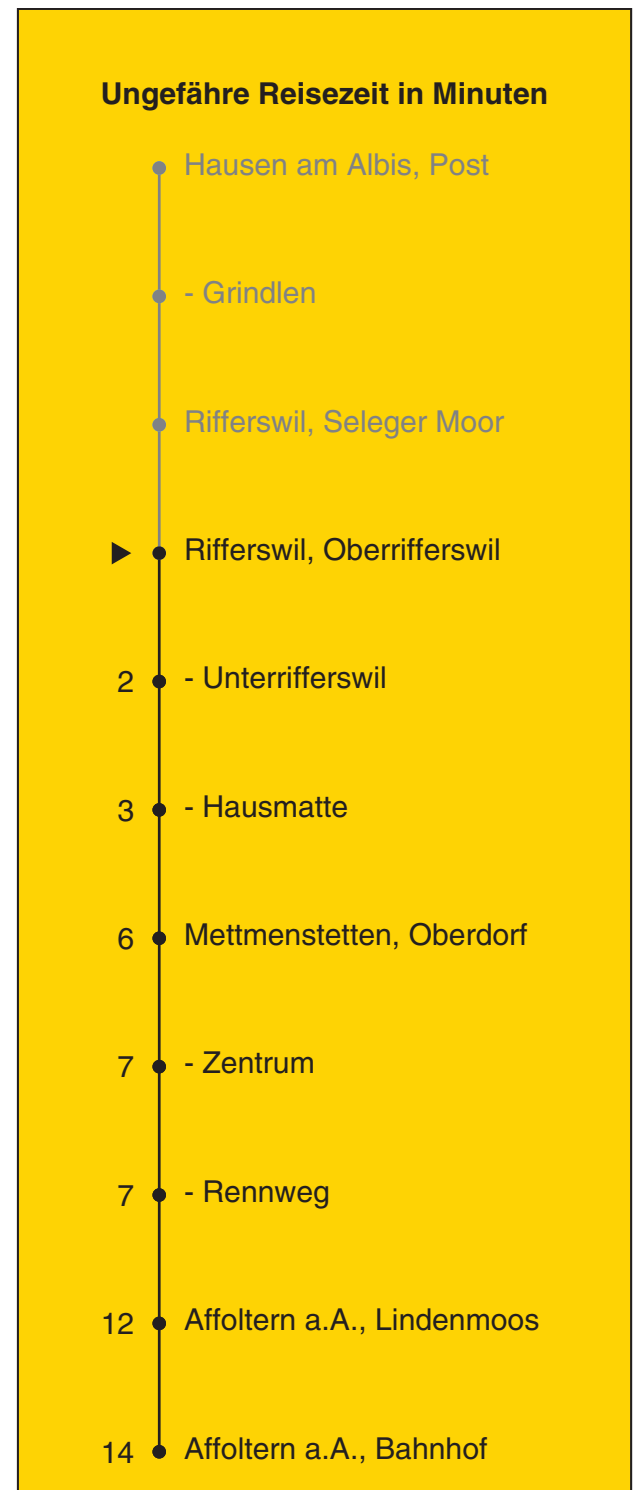 Ungefähre Reisezeit in Minuten
Hausen am Albis, Post
- Grindlen
Rifferswil, Seleger Moor
Rifferswil, Oberrifferswil
2 - Unterrifferswil
3 - Hausmatte
6 Mettmenstetten, Oberdorf
7 - Zentrum
7 - Rennweg
12 Affoltern a.A., Lindenmoos
14 Affoltern a.A., Bahnhof